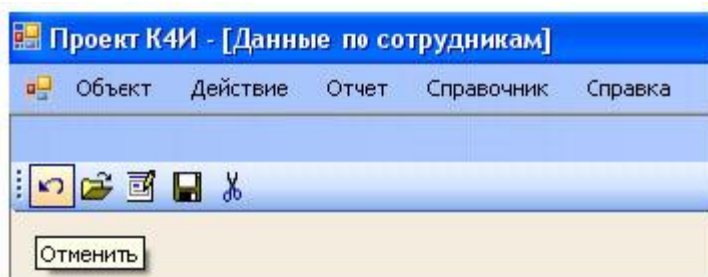 Проект К4И - [Данные по сотрудникам]
Объект Действие Отчет Справочник Справка
Отменить